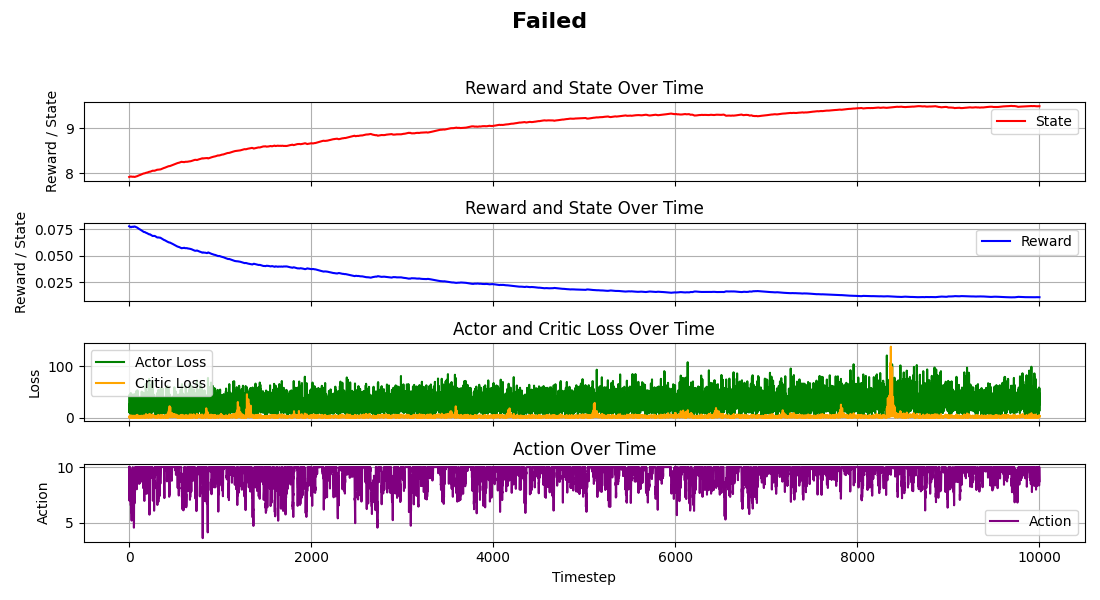 Failed
Reward and State Over Time
Reward / State
9
8
State
Reward and State Over Time
Reward / State
0.075
0.050
0.025
Reward
Actor and Critic Loss Over Time
Loss
100
0
Actor Loss
Critic Loss
Action Over Time
Action
10
5
Action
0 2000 4000 6000 8000 10000
Timestep